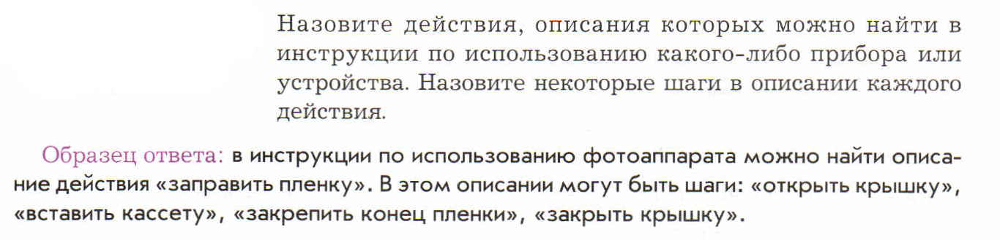 Назовите действия, описания которых можно найти в
инструкции по использованию какого-либо прибора или
устройства. Назовите некоторые шаги в описании каждого
действия.
Образец ответа: в инструкции по использованию фотоаппарата можно найти описа-
ние действия «заправить пленку». В этом описании могут быть шаги: «открыть крышку»,
«вставить кассету», «закрепить конец пленки», «закрыть крышку».